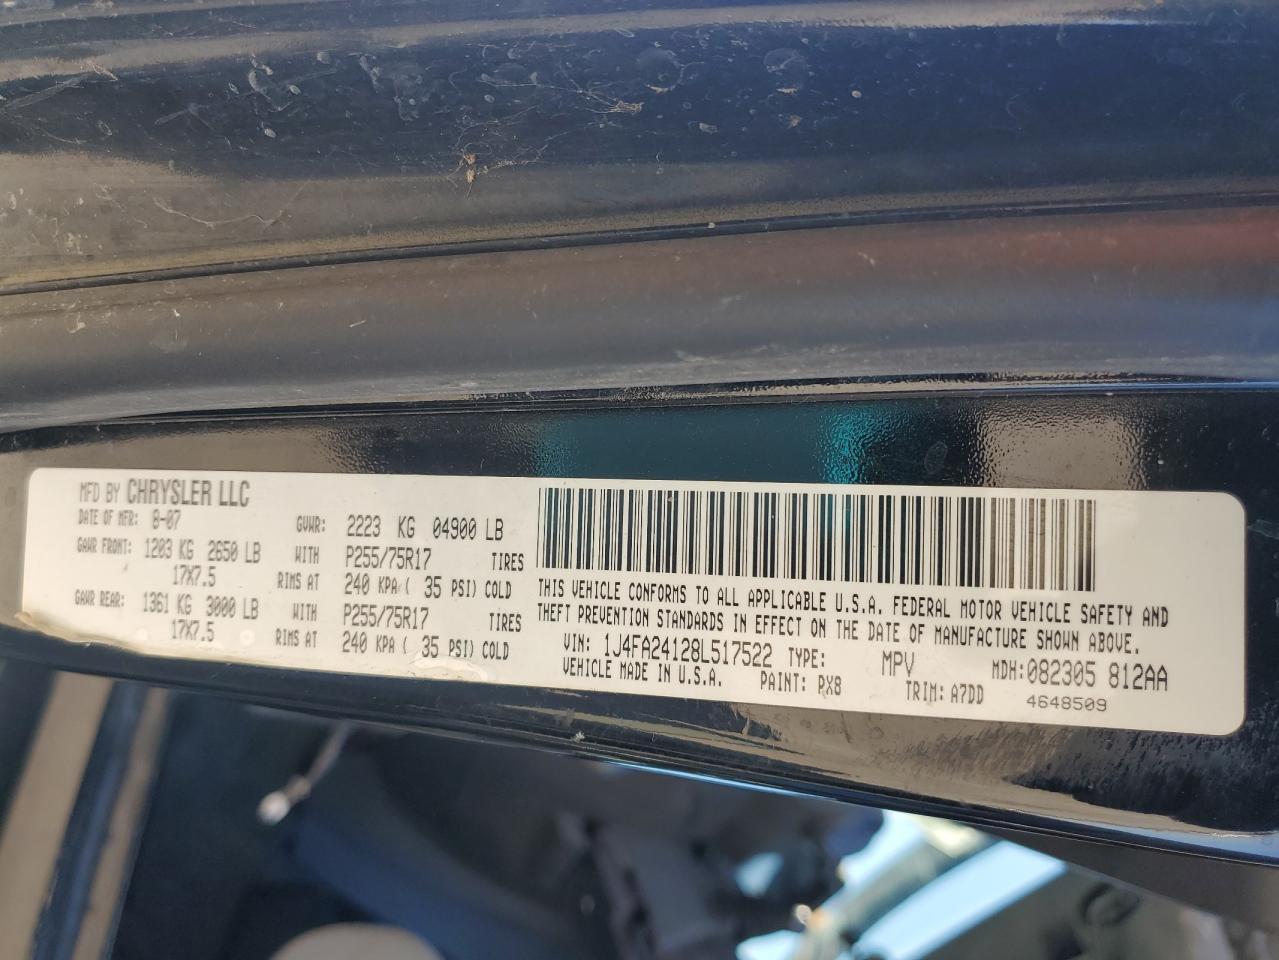 MFD BY CHRYSLER LLC
DATE OF MFR: 8-07 GVWR: 2223 KG 04900 LB
GAWR FRONT: 1203 KG 2650 LB WITH P255/75R17 TIRES
17X7.5 RIMS AT 240 KPA( 35 PSI) COLD
GAWR REAR: 1361 KG 3000 LB WITH P255/75R17 TIRES
17X7.5 RIMS AT 240 KPA( 35 PSI) COLD
THIS VEHICLE CONFORMS TO ALL APPLICABLE U.S.A. FEDERAL MOTOR VEHICLE SAFETY AND
THEFT PREVENTION STANDARDS IN EFFECT ON THE DATE OF MANUFACTURE SHOWN ABOVE.
VIN: 1J4FA24128L517522 TYPE: MPV MDH: 082305 812AA
VEHICLE MADE IN U.S.A. PAINT: PX8 TRIM: A7DD 4648509